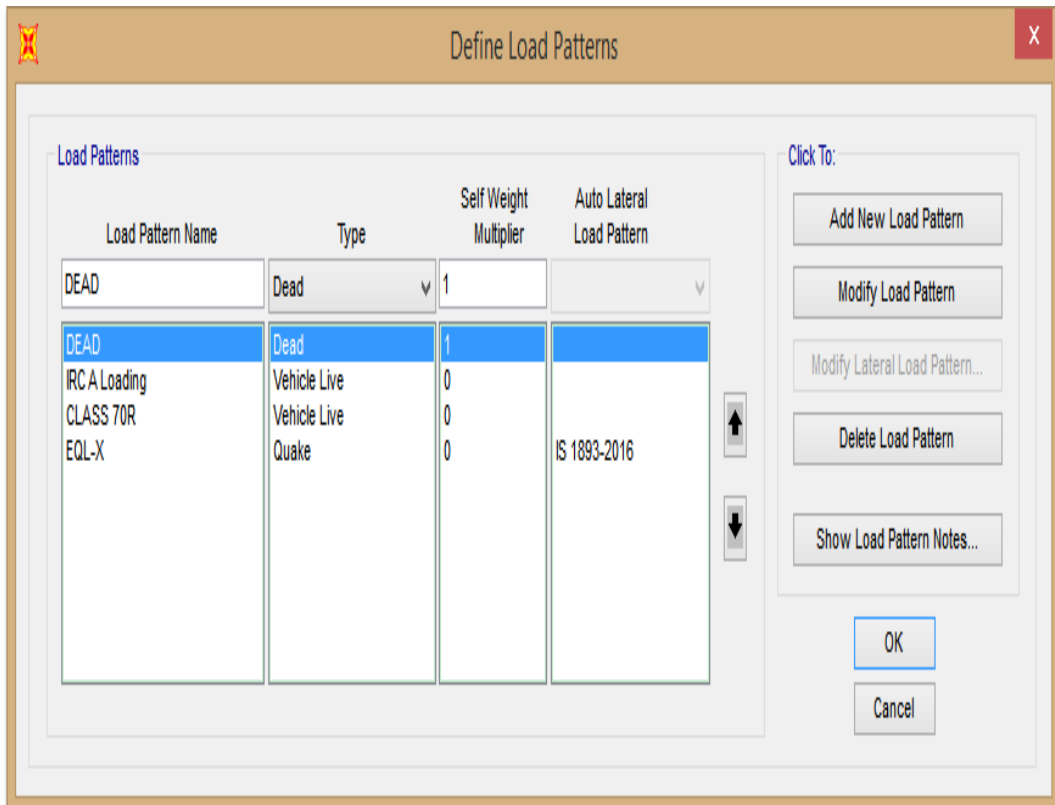 Define Load Patterns
X
Load Patterns
Click To:
Load Pattern Name Type Self Weight Multiplier Auto Lateral Load Pattern
DEAD Dead 1
DEAD Dead 1
IRC A Loading Vehicle Live 0
CLASS 70R Vehicle Live 0
EQL-X Quake 0 IS 1893-2016
Add New Load Pattern
Modify Load Pattern
Modify Lateral Load Pattern...
Delete Load Pattern
Show Load Pattern Notes...
OK
Cancel